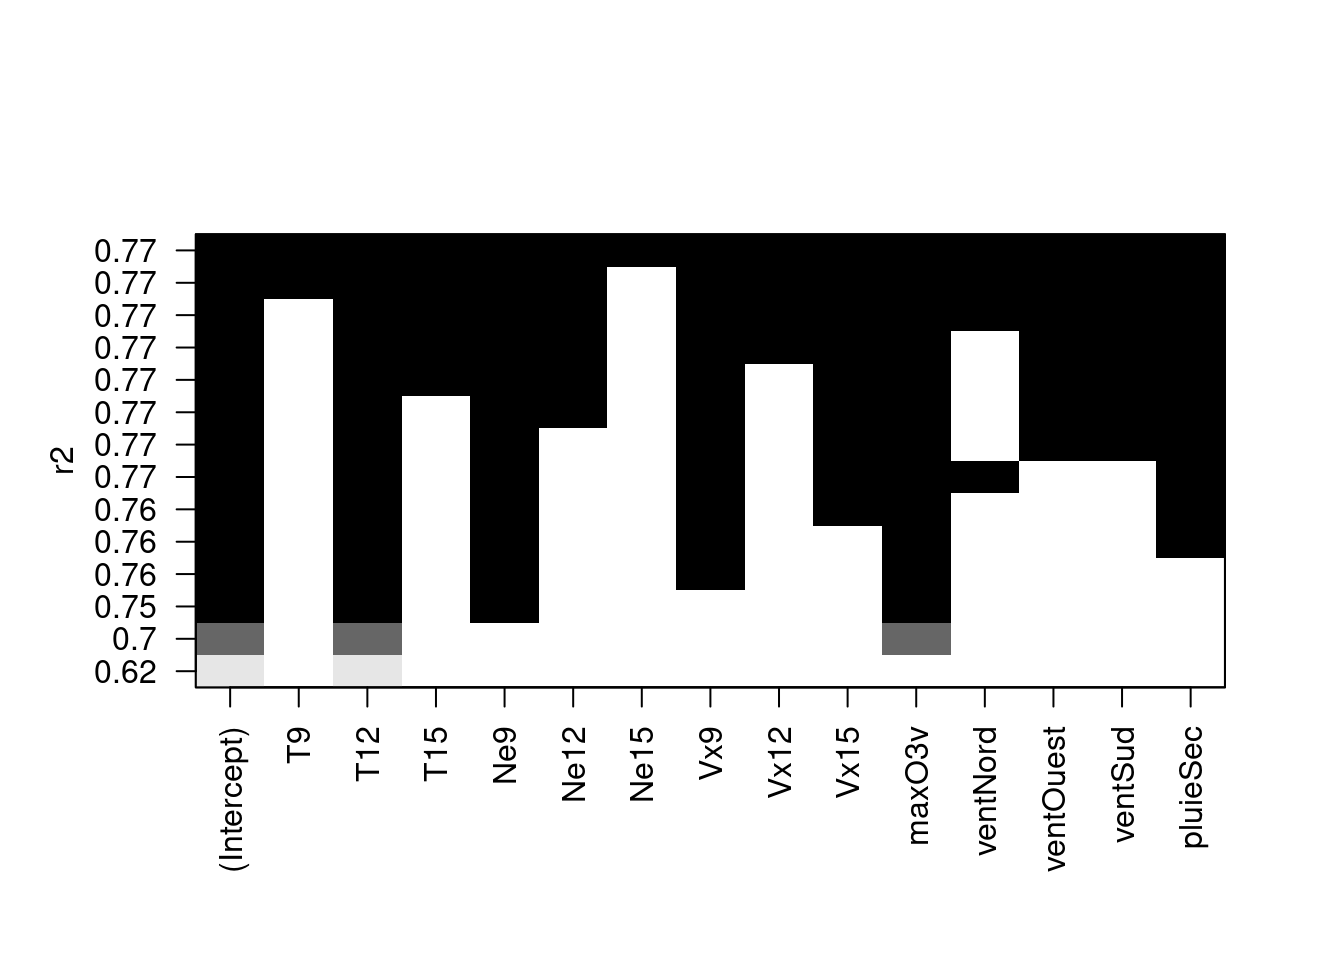 0.77
0.77
0.77
0.77
0.77
0.77
0.77
0.77
0.76
0.76
0.76
0.75
0.7
0.62
r2
(Intercept)
T9
T12
T15
Ne9
Ne12
Ne15
Vx9
Vx12
Vx15
maxO3v
ventNord
ventOuest
ventSud
pluieSec